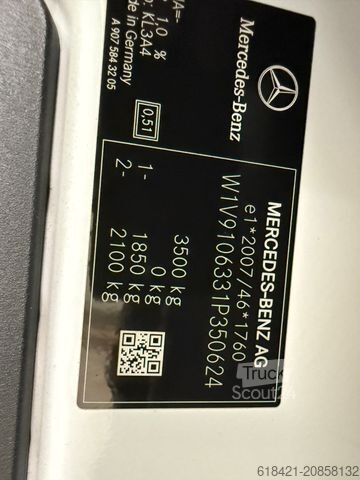 MERCEDES-BENZ AG
e1*2007/46*1760
W1V9106331P350624
3500 kg
0 kg
1- 1850 kg
2- 2100 kg
Mercedes-Benz
0,51
1,0 %
KL3A4
de in Germany
A 907 584 32 05
Truck
Scout24
618421-20858132